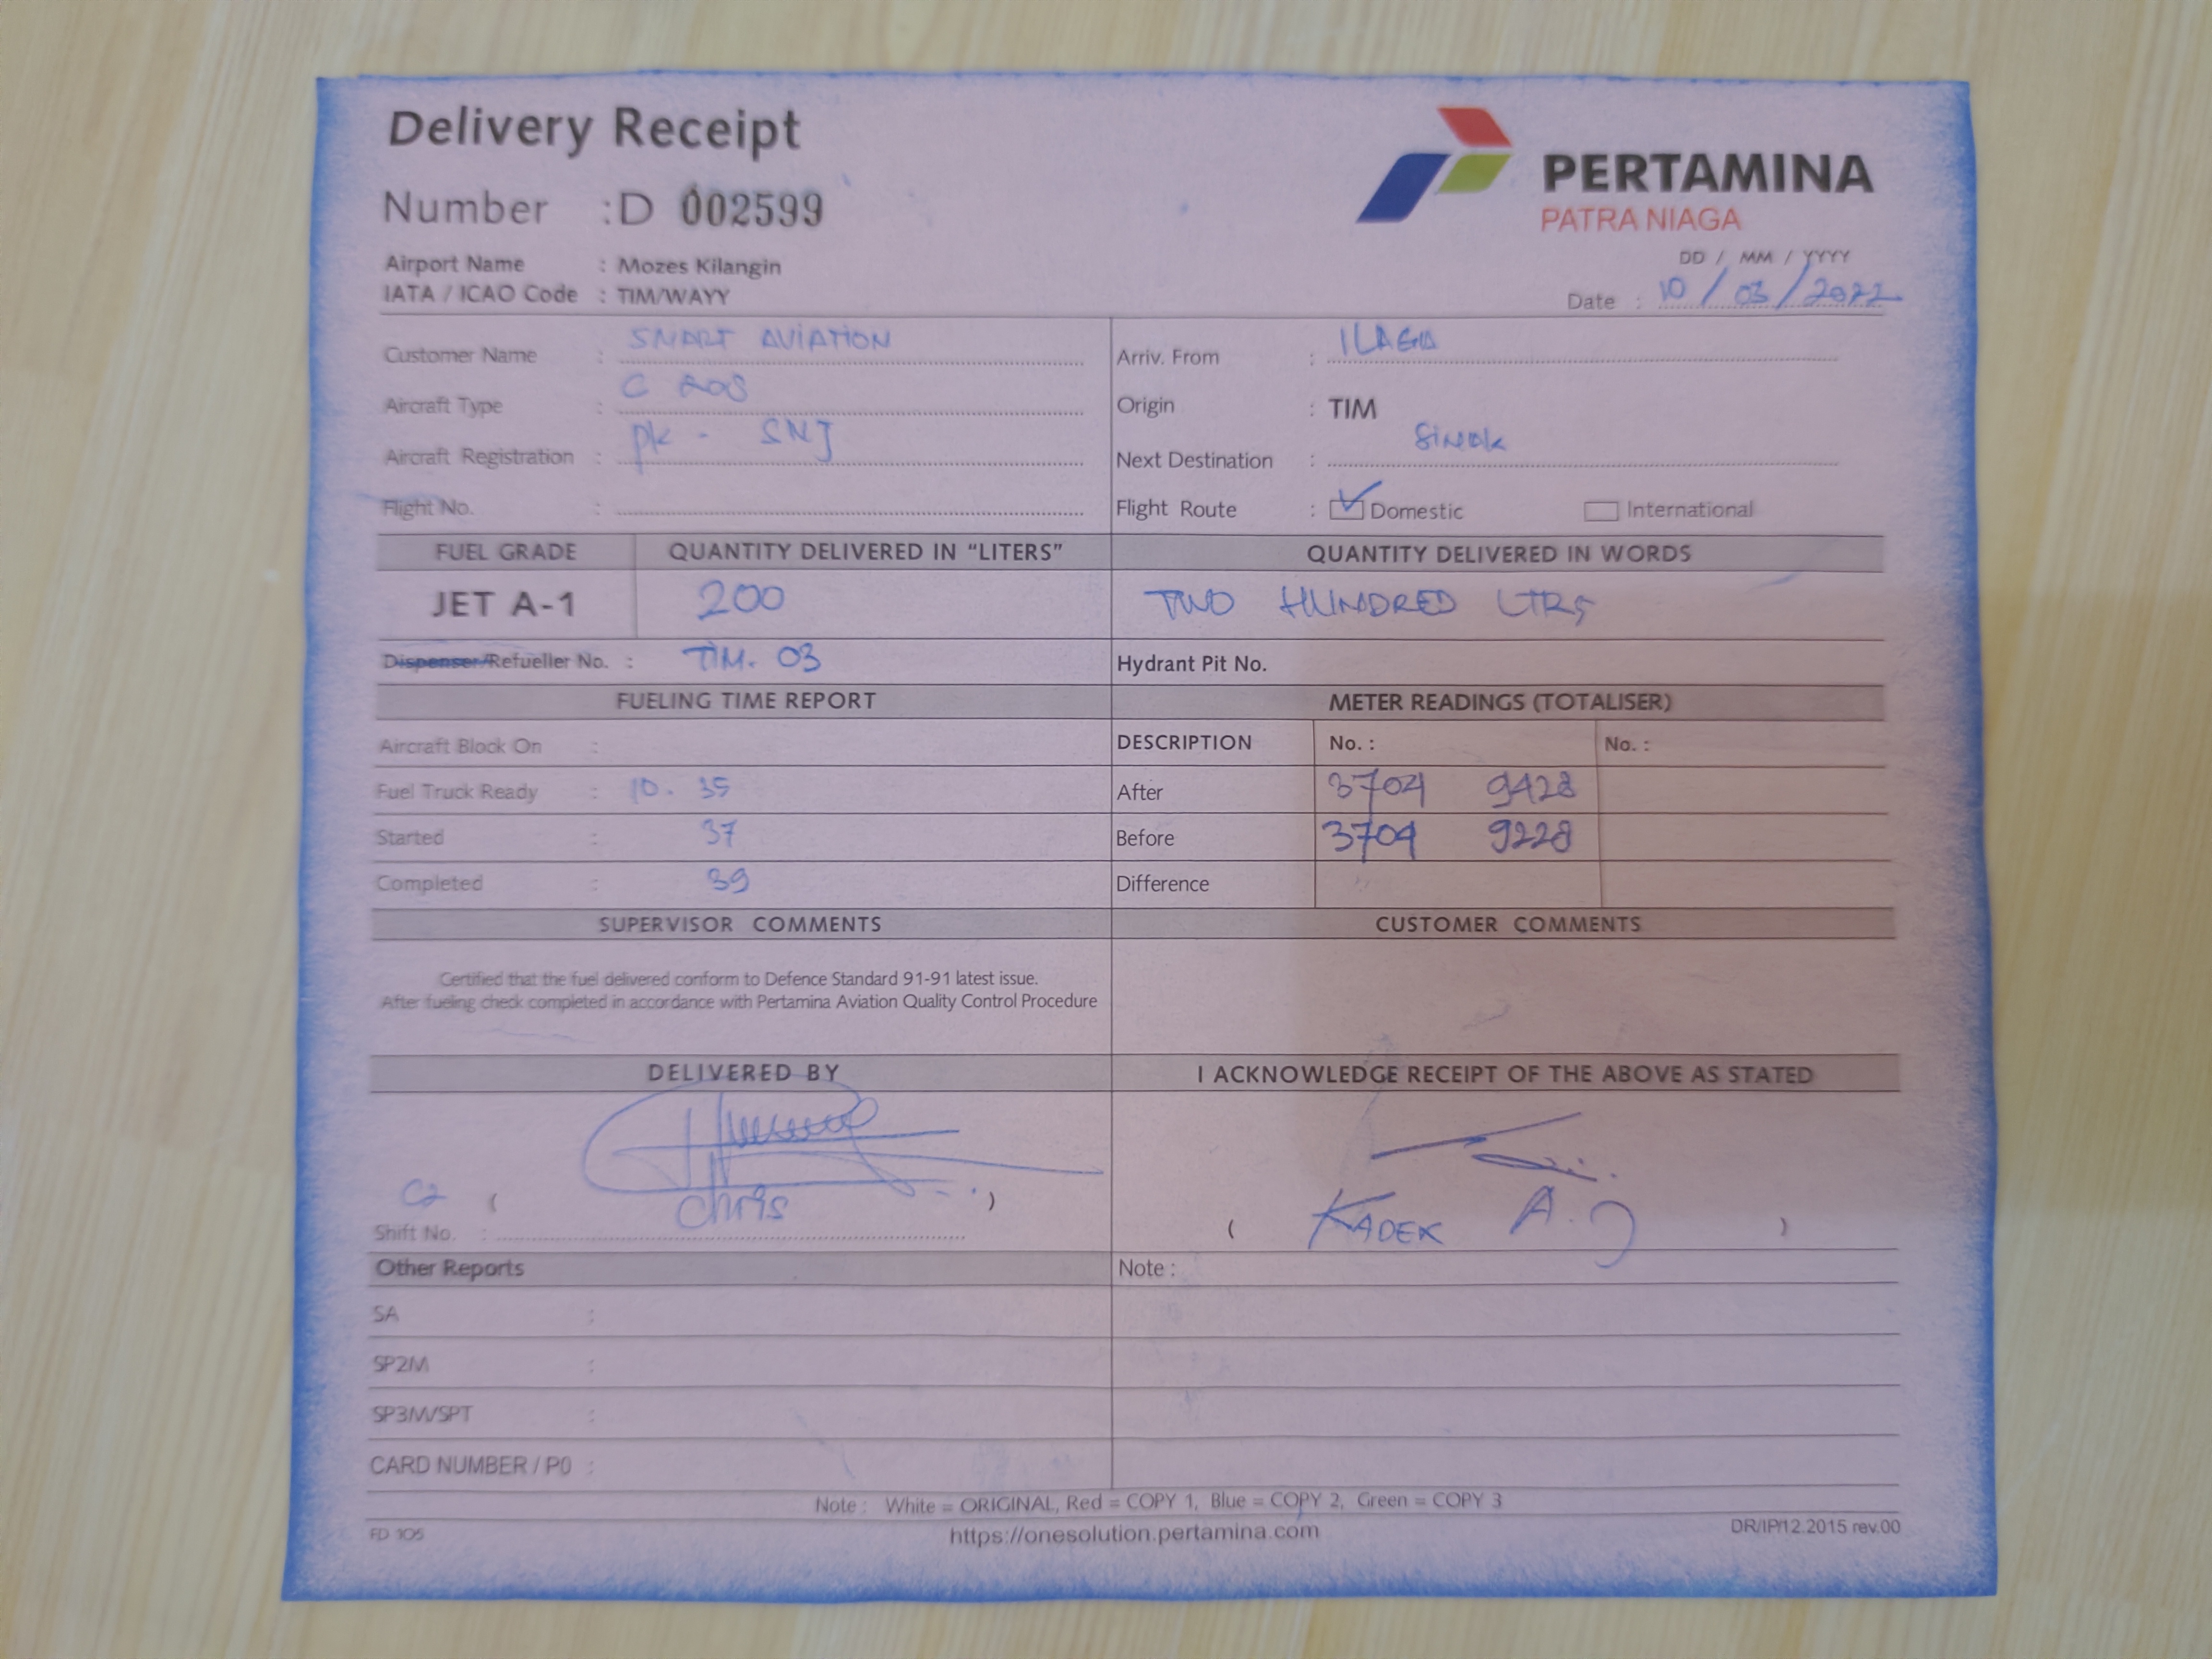 Delivery Receipt
PERTAMINA
PATRA NIAGA
Number :D 002599
Airport Name : Mozes Kilangin
IATA / ICAO Code : TIM/WAYY
DD / MM / YYYY
Date : 10 / 03 / 2022
Customer Name : SMART AVIATION
Arriv. From : ILAGA
Aircraft Type : C 208
Origin : TIM
Aircraft Registration : PK - SNJ
Next Destination : SINAK
Flight No. :
Flight Route : Domestic International
FUEL GRADE QUANTITY DELIVERED IN "LITERS" QUANTITY DELIVERED IN WORDS
JET A-1 200 TWO HUNDRED LTRS
Dispenser/Refueller No. : TIM. 03 Hydrant Pit No.
FUELING TIME REPORT METER READINGS (TOTALISER)
Aircraft Block On : DESCRIPTION No. : No. :
Fuel Truck Ready : 10. 35 After 3704 9428
Started : 37 Before 3704 9228
Completed : 39 Difference
SUPERVISOR COMMENTS CUSTOMER COMMENTS
Certified that the fuel delivered conform to Defence Standard 91-91 latest issue.
After fueling check completed in accordance with Pertamina Aviation Quality Control Procedure
DELIVERED BY I ACKNOWLEDGE RECEIPT OF THE ABOVE AS STATED
C2 ( Chris ) ( KADEK A. )
Shift No. :
Other Reports Note :
SA :
SP2M :
SP3M/SPT :
CARD NUMBER / PO :
Note : White = ORIGINAL, Red = COPY 1, Blue = COPY 2, Green = COPY 3
FD 105 https://onesolution.pertamina.com DR/IP/12.2015 rev.00